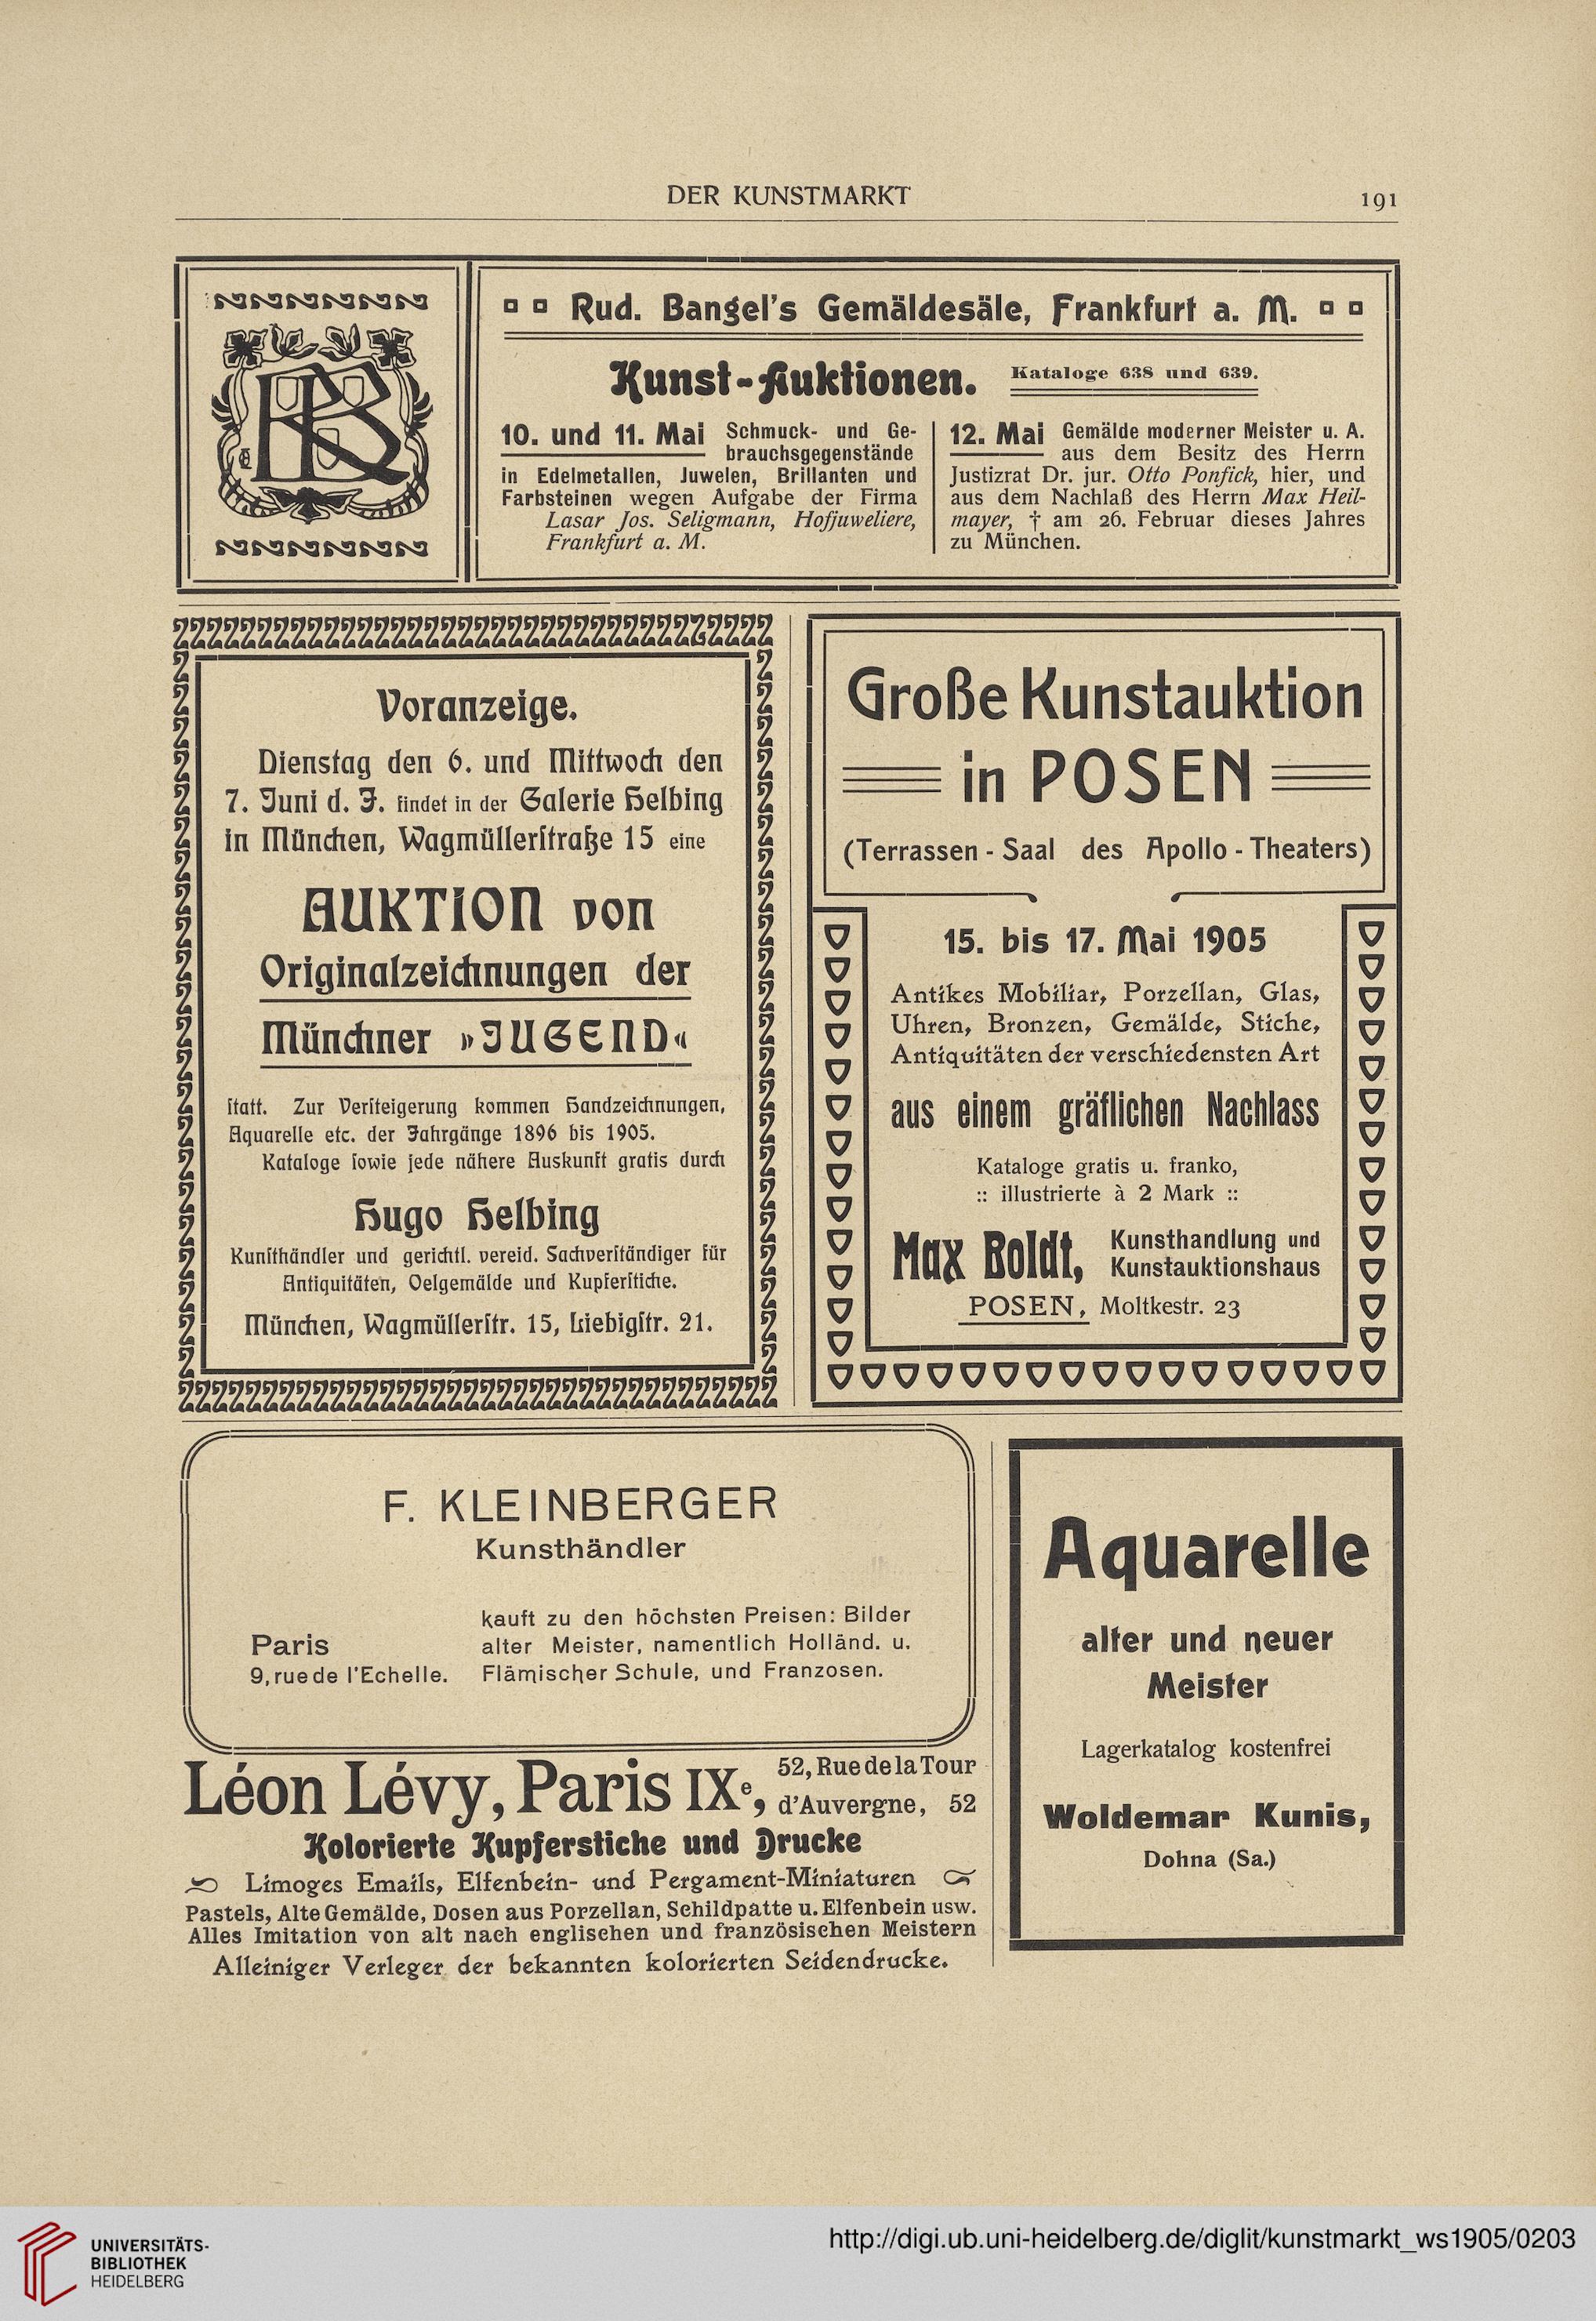 DER KUNSTMARKT
191
Rud. Bangel's Gemäldesäle, Frankfurt a. M.
Kunst-Auktionen.
Kataloge 638 und 639.
10. und 11. Mai Schmuck- und Ge-
brauchsgegenstände
in Edelmetallen, Juwelen, Brillanten und
Farbsteinen wegen Aufgabe der Firma
Lasar Jos. Seligmann, Hofjuweliere,
Frankfurt a. M.
12. Mai Gemälde moderner Meister u. A.
aus dem Besitz des Herrn
Justizrat Dr. jur. Otto Ponfick, hier, und
aus dem Nachlaß des Herrn Max Heil-
mayer, † am 26. Februar dieses Jahres
zu München.
Voranzeige.
Dienstag den 6. und Mittwoch den
7. Juni d. J. findet in der Galerie Helbing
in München, Wagmüllerſtraße 15 eine
AUKTION von
Originalzeichnungen der
Münchner »JUGEND«
ſtatt. Zur Verſteigerung kommen Handzeichnungen,
Aquarelle etc. der Jahrgänge 1896 bis 1905.
Kataloge ſowie jede nähere Auskunft gratis durch
Hugo Helbing
Kunſthändler und gerichtl. vereid. Sachverſtändiger für
Antiquitäten, Oelgemälde und Kupferſtiche.
München, Wagmüllerſtr. 15, Liebigſtr. 21.
Große Kunstauktion
in POSEN
(Terrassen-Saal des Apollo-Theaters)
15. bis 17. Mai 1905
Antikes Mobiliar, Porzellan, Glas,
Uhren, Bronzen, Gemälde, Stiche,
Antiquitäten der verschiedensten Art
aus einem gräflichen Nachlass
Kataloge gratis u. franko,
:: illustrierte à 2 Mark ::
Max Boldt, Kunsthandlung und
Kunstauktionshaus
POSEN, Moltkestr. 23
F. KLEINBERGER
Kunsthändler
Paris
9, rue de l'Echelle.
kauft zu den höchsten Preisen: Bilder
alter Meister, namentlich Holländ. u.
Flämischer Schule, und Franzosen.
Léon Lévy, Paris IXe, 52, Rue de la Tour
d'Auvergne, 52
Kolorierte Kupferstiche und Drucke
Limoges Emails, Elfenbein- und Pergament-Miniaturen
Pastels, Alte Gemälde, Dosen aus Porzellan, Schildpatte u. Elfenbein usw.
Alles Imitation von alt nach englischen und französischen Meistern
Alleiniger Verleger der bekannten kolorierten Seidendrucke.
Aquarelle
alter und neuer
Meister
Lagerkatalog kostenfrei
Woldemar Kunis,
Dohna (Sa.)
UNIVERSITÄTS-
BIBLIOTHEK
HEIDELBERG
http://digi.ub.uni-heidelberg.de/diglit/kunstmarkt_ws1905/0203